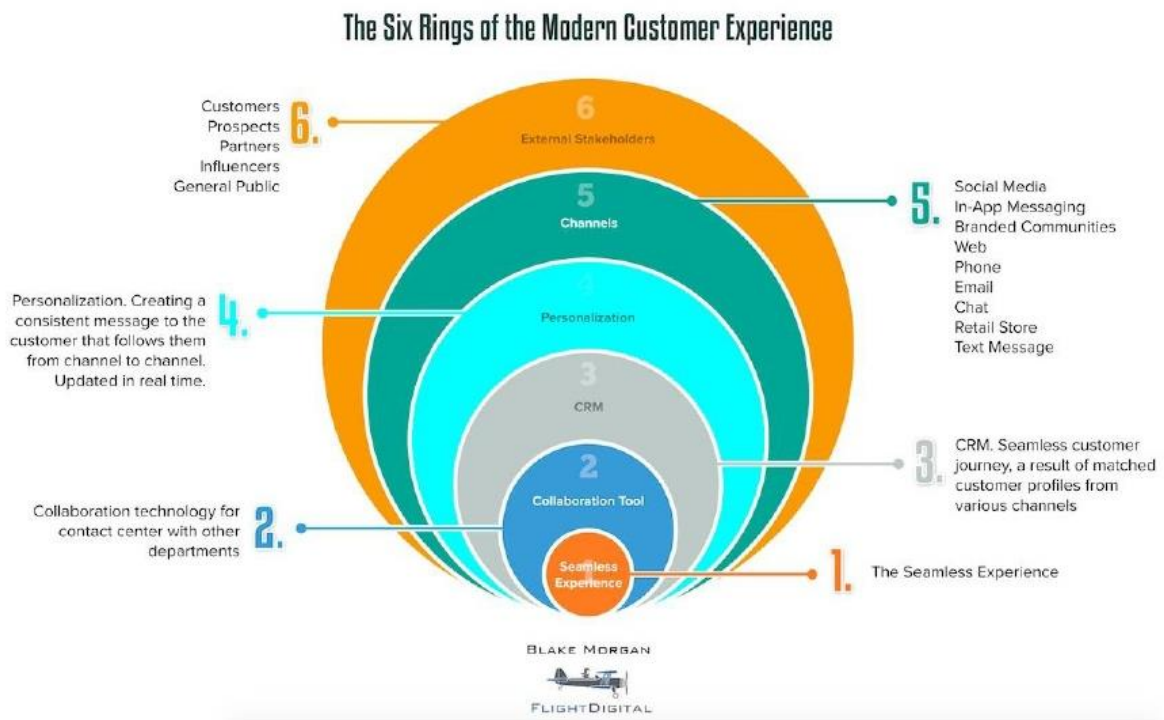 The Six Rings of the Modern Customer Experience
Customers
Prospects
Partners
Influencers
General Public
6.
6
External Stakeholders
5
Channels
5.
Social Media
In-App Messaging
Branded Communities
Web
Phone
Email
Chat
Retail Store
Text Message
Personalization. Creating a
consistent message to the
customer that follows them
from channel to channel.
Updated in real time.
4.
4
Personalization
3
CRM
3.
CRM. Seamless customer
journey, a result of matched
customer profiles from
various channels
Collaboration technology for
contact center with other
departments
2.
2
Collaboration Tool
1
Seamless
Experience
1.
The Seamless Experience
BLAKE MORGAN
FLIGHTDIGITAL